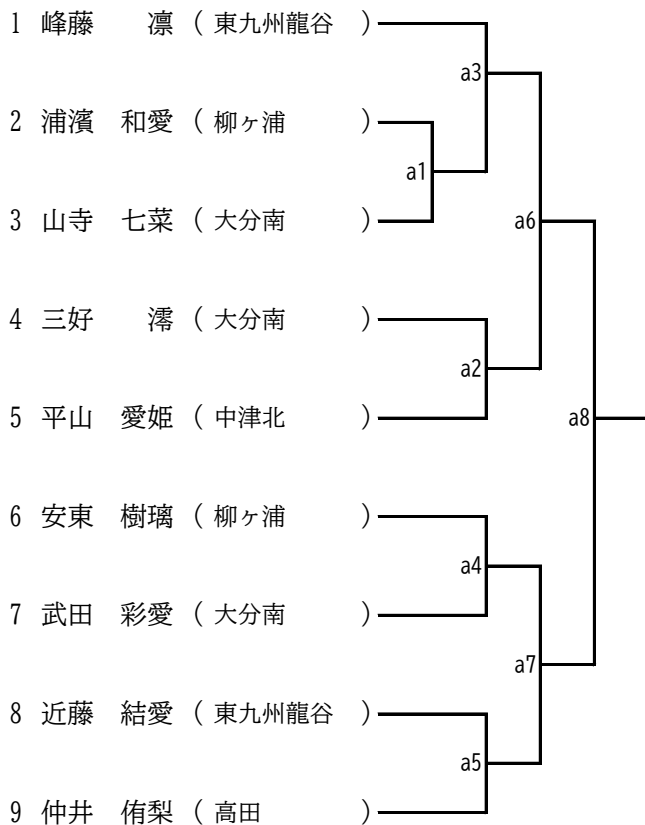 1 峰藤　　凛 ( 東九州龍谷 )
a3
2 浦濱　和愛 ( 柳ヶ浦 )
a1
3 山寺　七菜 ( 大分南 )
a6
4 三好　　澪 ( 大分南 )
a2
5 平山　愛姫 ( 中津北 )
a8
6 安東　樹璃 ( 柳ヶ浦 )
a4
7 武田　彩愛 ( 大分南 )
a7
8 近藤　結愛 ( 東九州龍谷 )
a5
9 仲井　侑梨 ( 高田 )